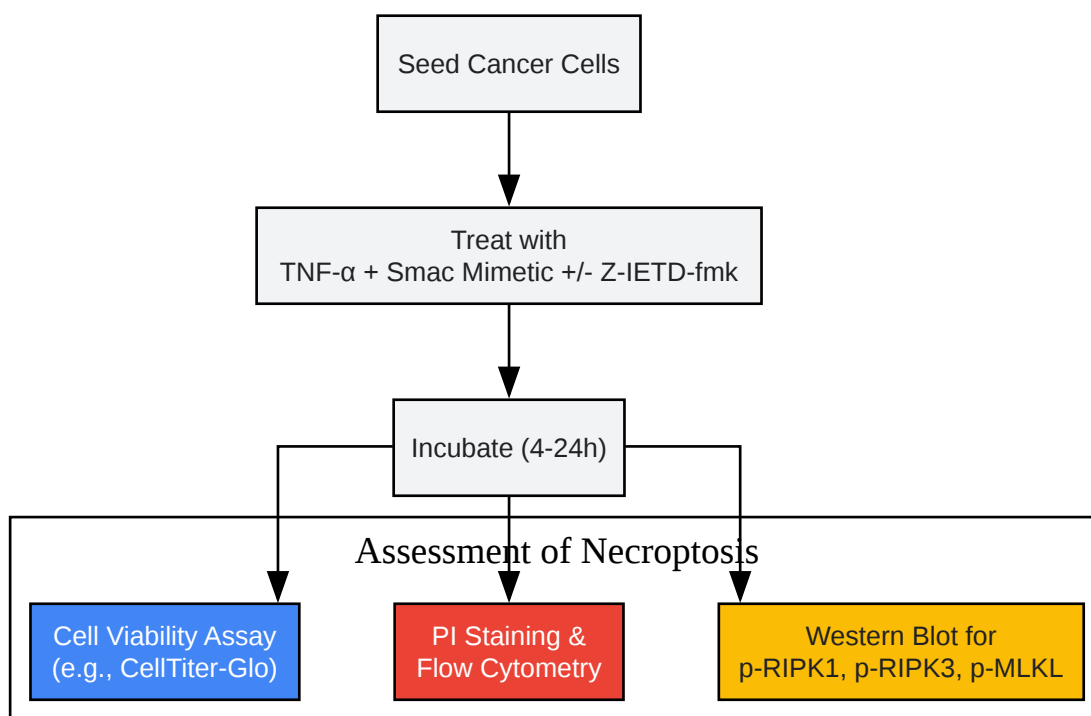 Seed Cancer Cells
Treat with
TNF-α + Smac Mimetic +/- Z-IETD-fmk
Incubate (4-24h)
Assessment of Necroptosis
Cell Viability Assay
(e.g., CellTiter-Glo)
PI Staining &
Flow Cytometry
Western Blot for
p-RIPK1, p-RIPK3, p-MLKL